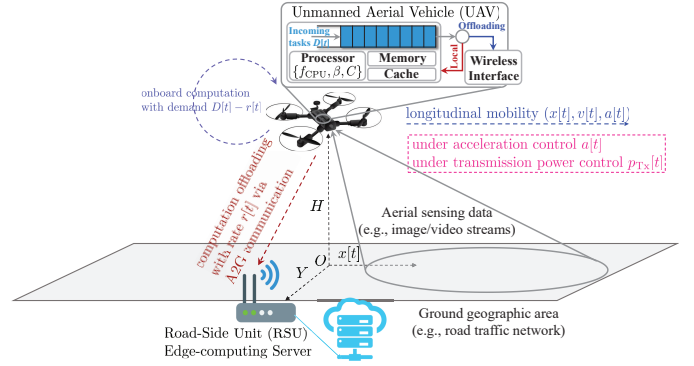 Unmanned Aerial Vehicle (UAV)
Incoming
tasks D[t]
Offloading
Local
Processor
{f_CPU, β, C}
Memory
Cache
Wireless
Interface
onboard computation
with demand D[t] − r[t]
longitudinal mobility (x[t], v[t], a[t])
under acceleration control a[t]
under transmission power control p_Tx[t]
computation offloading
with rate r[t] via
A2G communication
H
Aerial sensing data
(e.g., image/video streams)
O
x[t]
Y
Ground geographic area
(e.g., road traffic network)
Road-Side Unit (RSU)
Edge-computing Server